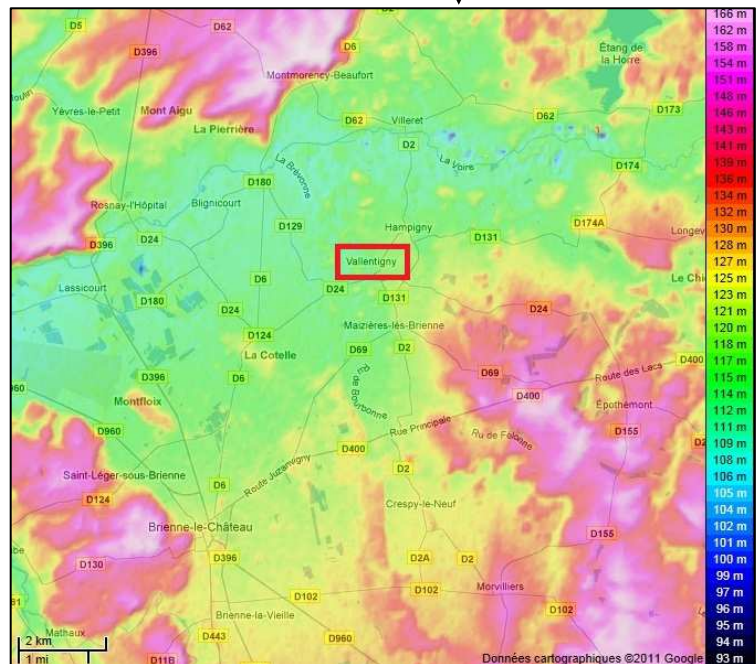 D5
D62
D2
D396
D6
Étang de
la Horre
Montmorency-Beaufort
Yèvres-le-Petit
Mont Aigu
La Pierrière
D62
Villeret
D62
D173
D2
La Voire
D174
La Brévonne
D180
Rosnay-l'Hôpital
Blignicourt
D129
Hampigny
D174A
D24
D131
D396
Vallentigny
Lassicourt
D6
D24
D131
Le Chi
D180
D24
D24
Maizières-lès-Brienne
D124
La Cotelle
D69
D2
D400
Route des Lacs
D396
D6
Ru de Bourbonne
D69
D400
Montfloix
Épothémont
D960
Rue Principale
Ru de Folonne
D155
D400
Route Juzanvigny
Saint-Léger-sous-Brienne
D6
D2
D124
Crespy-le-Neuf
Brienne-le-Château
D155
D130
D396
D2A
D2
D102
Morvilliers
D102
Brienne-la-Vieille
Mathaux
D443
D960
D11B
2 km
1 mi
Données cartographiques ©2011 Google
166 m
162 m
158 m
154 m
151 m
148 m
146 m
143 m
141 m
139 m
136 m
134 m
132 m
130 m
128 m
127 m
125 m
123 m
121 m
120 m
118 m
117 m
115 m
114 m
112 m
111 m
109 m
108 m
106 m
105 m
104 m
102 m
101 m
100 m
99 m
97 m
96 m
95 m
94 m
93 m